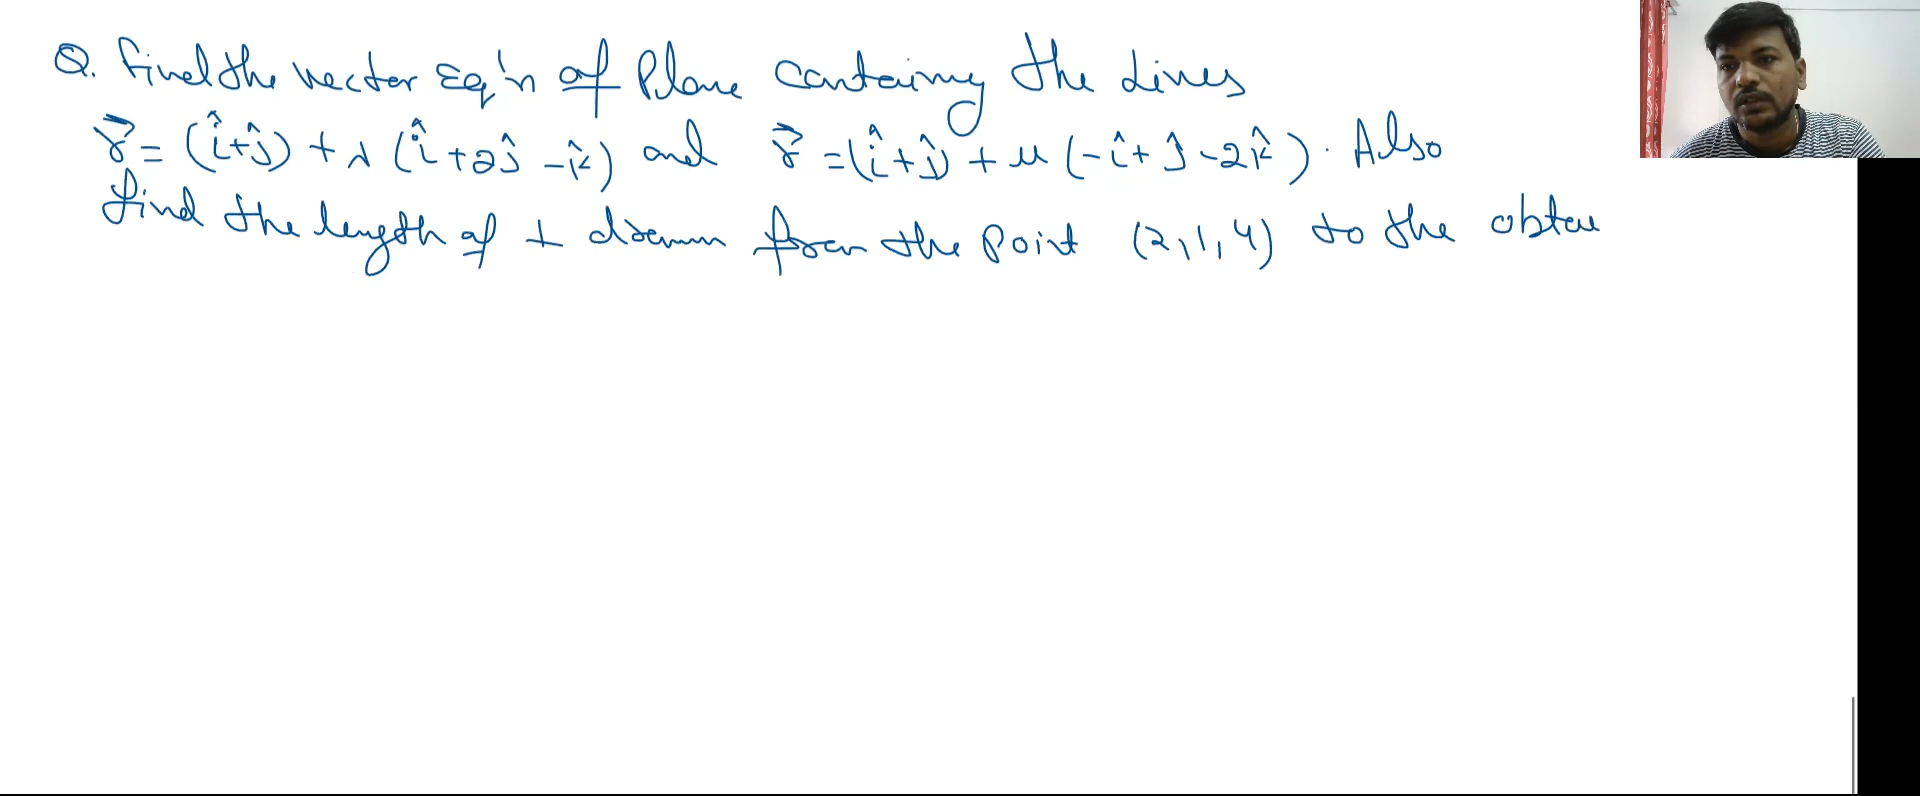 Q. Find the vector Eq'n of Plane containing the Lines
r⃗ = (î+ĵ) + λ (î+2ĵ-k̂) and r⃗ = (î+ĵ) + μ (-î+ĵ-2k̂). Also
find the length of ⊥ drawn from the point (2,1,4) to the obtai